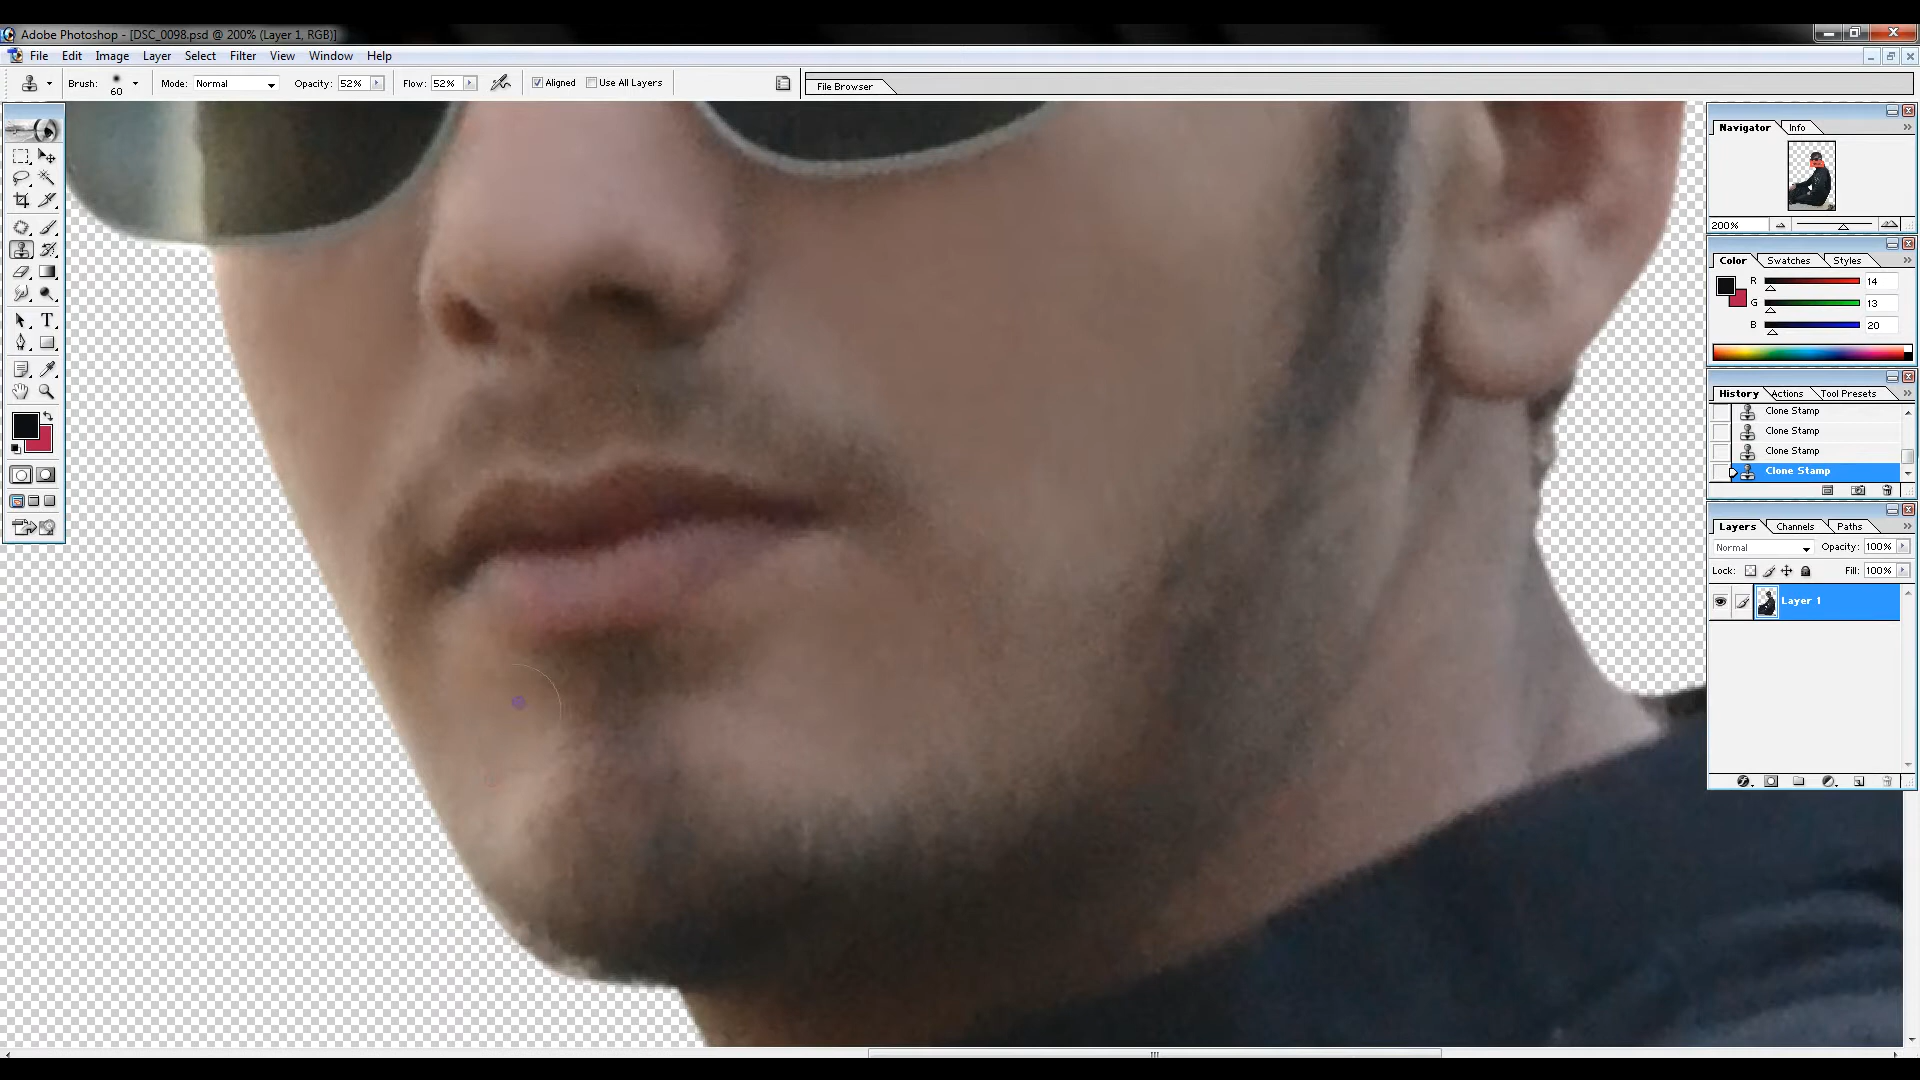 Adobe Photoshop - [DSC_0098.psd @ 200% (Layer 1, RGB)]
File Edit Image Layer Select Filter View Window Help
Brush: 60 Mode: Normal Opacity: 52% Flow: 52% Aligned Use All Layers File Browser
Navigator Info
200%
Color Swatches Styles
R 14
G 13
B 20
History Actions Tool Presets
Clone Stamp
Clone Stamp
Clone Stamp
Clone Stamp
Layers Channels Paths
Normal Opacity: 100%
Lock: Fill: 100%
Layer 1